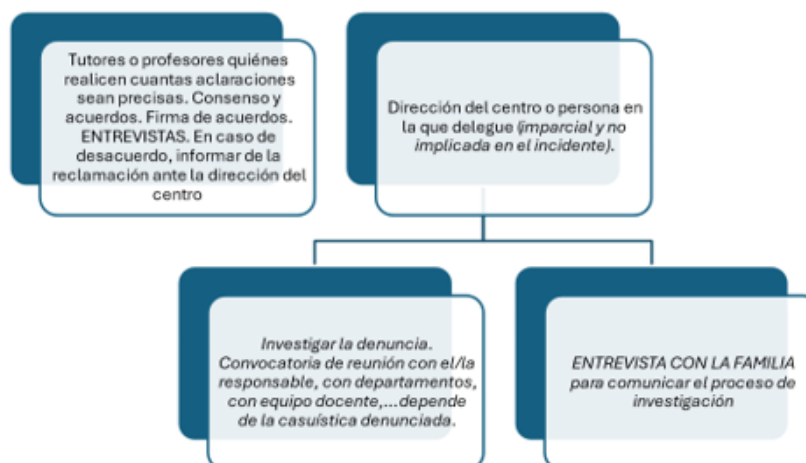 Tutores o profesores quiénes
realicen cuantas aclaraciones
sean precisas. Consenso y
acuerdos. Firma de acuerdos.
ENTREVISTAS. En caso de
desacuerdo, informar de la
reclamación ante la dirección del
centro
Dirección del centro o persona en
la que delegue (imparcial y no
implicada en el incidente).
Investigar la denuncia.
Convocatoria de reunión con el/la
responsable, con departamentos,
con equipo docente,...depende
de la casuística denunciada.
ENTREVISTA CON LA FAMILIA
para comunicar el proceso de
investigación